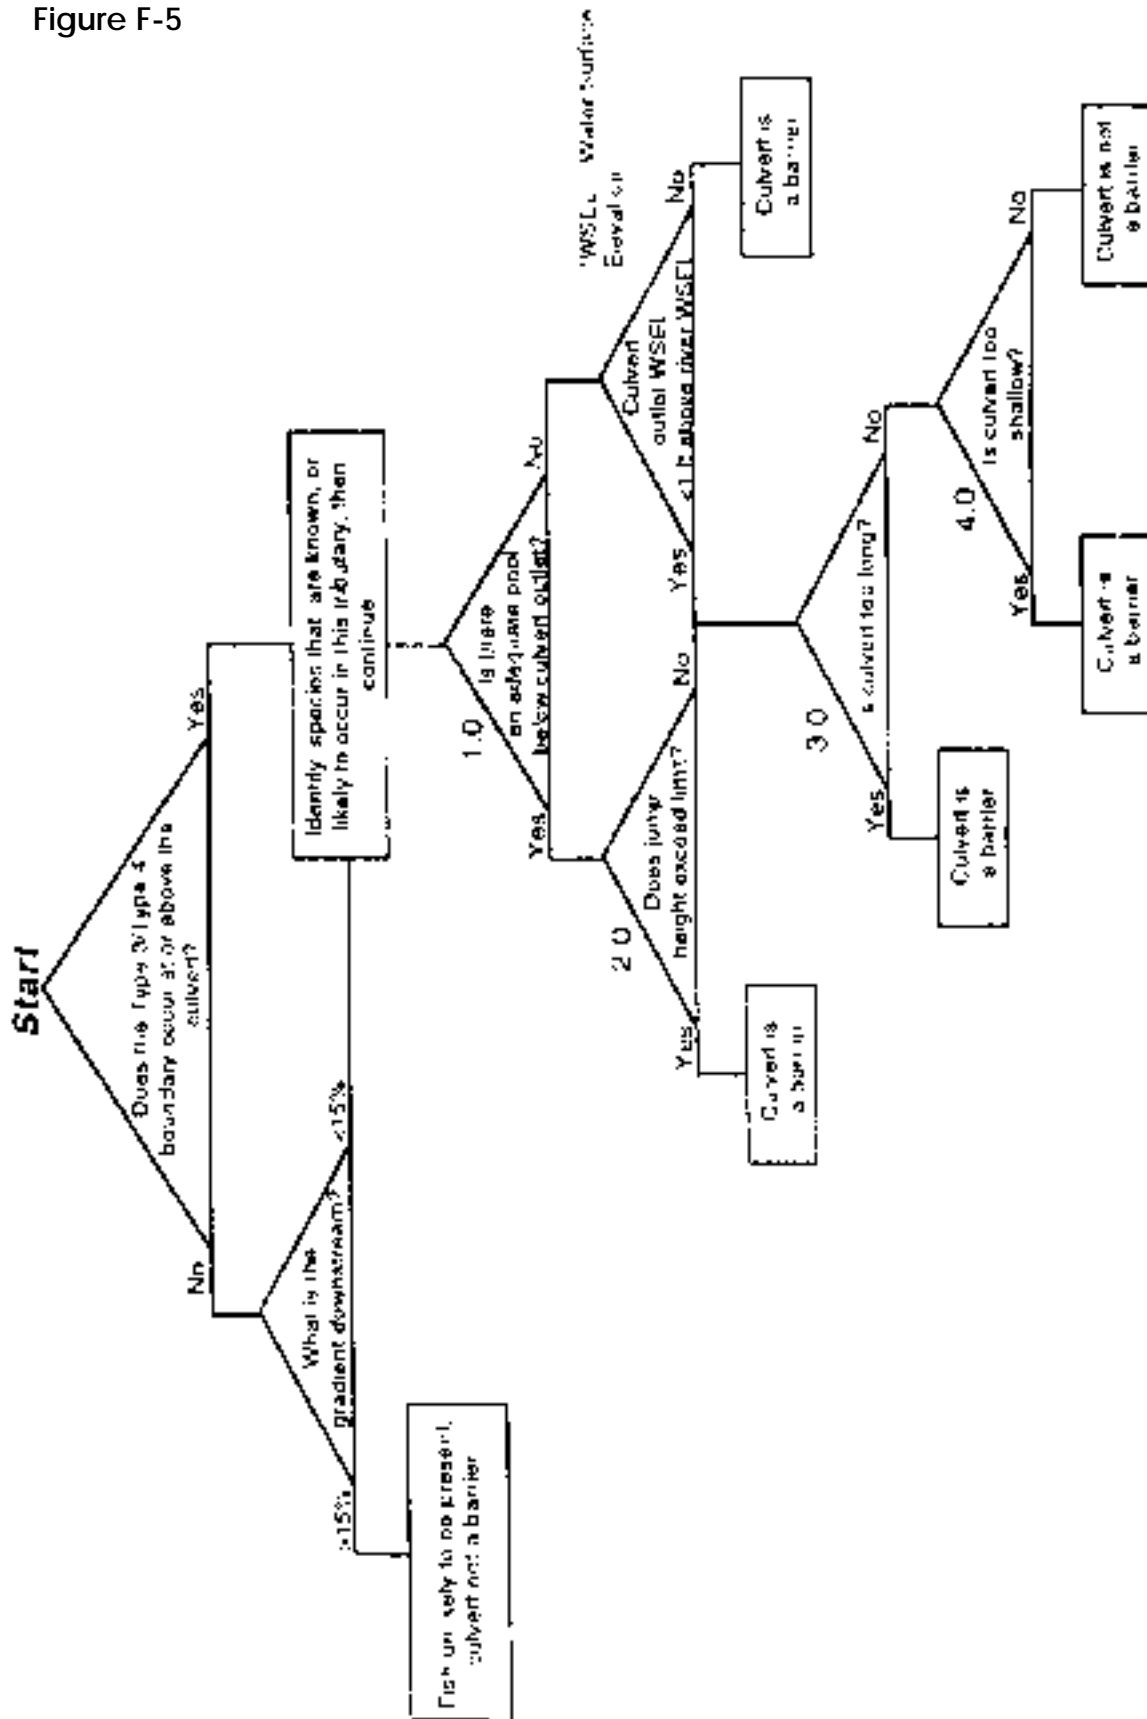 Figure F-5
Start
Does the Type 3/Type 4
boundary occur at or above the
culvert?
No
Yes
What is the
gradient downstream?
>15%
<15%
Fish unlikely to be present,
culvert not a barrier
Identify species that are known, or
likely to occur in this tributary, then
continue
1.0
Is there
an adequate pool
below culvert outlet?
Yes
No
"WSEL Water Surface
Elevation
2.0
Does jump
height exceed limit?
Yes
No
Culvert
outlet WSEL
<1 ft above river WSEL
Yes
No
Culvert is
a barrier
Culvert is
a barrier
3.0
s culvert too long?
Yes
No
Culvert is
a barrier
4.0
Is culvert too
shallow?
Yes
No
Culvert is
a barrier
Culvert is not
a barrier